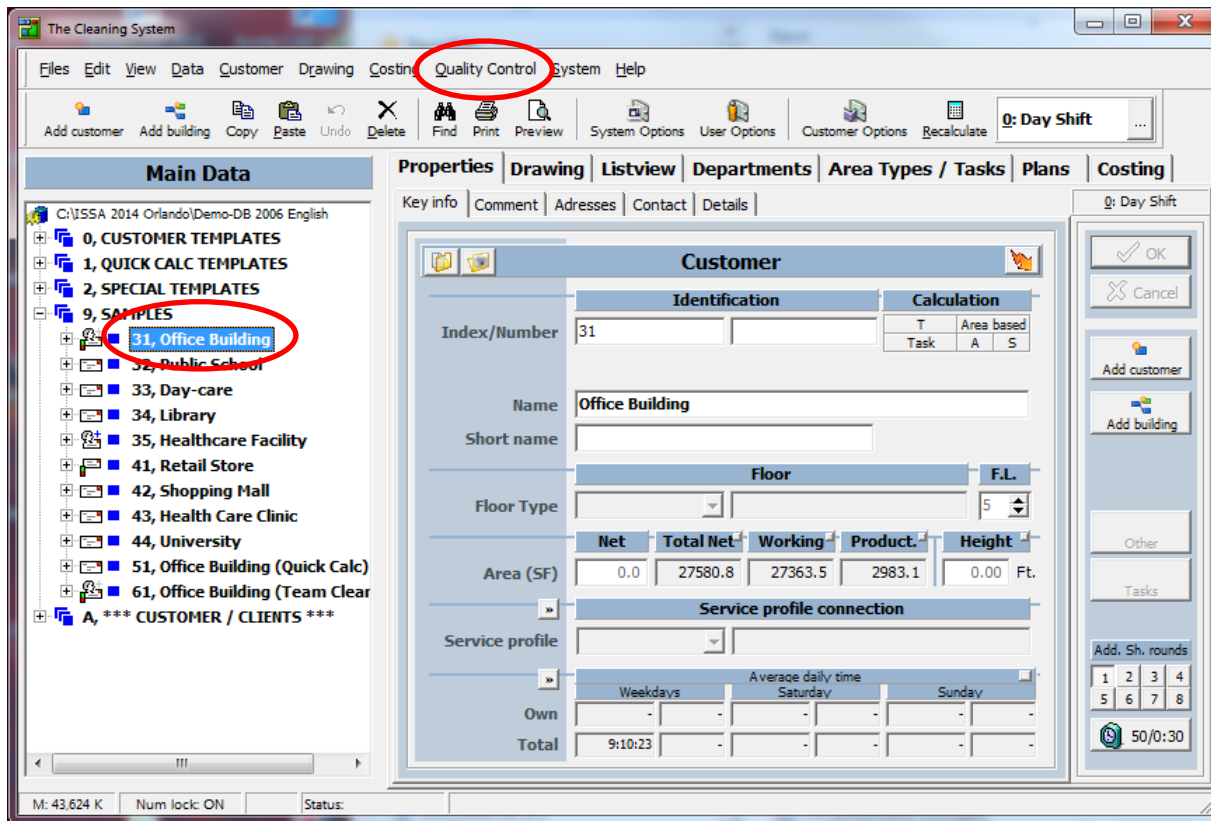 The Cleaning System
Files Edit View Data Customer Drawing Costing Quality Control System Help
Add customer Add building Copy Paste Undo Delete Find Print Preview System Options User Options Customer Options Recalculate 0: Day Shift ...
Main Data
Properties Drawing Listview Departments Area Types / Tasks Plans Costing
Key info Comment Adresses Contact Details
0: Day Shift
C:\ISSA 2014 Orlando\Demo-DB 2006 English
0, CUSTOMER TEMPLATES
1, QUICK CALC TEMPLATES
2, SPECIAL TEMPLATES
9, SAMPLES
31, Office Building
32, Public School
33, Day-care
34, Library
35, Healthcare Facility
41, Retail Store
42, Shopping Mall
43, Health Care Clinic
44, University
51, Office Building (Quick Calc)
61, Office Building (Team Clear
A, *** CUSTOMER / CLIENTS ***
Customer
Identification Calculation
Index/Number 31 T Area based
Task A S
Name Office Building
Short name
Floor F.L.
Floor Type 5
Net Total Net Working Product. Height
Area (SF) 0.0 27580.8 27363.5 2983.1 0.00 Ft.
» Service profile connection
Service profile
» Average daily time
Weekdays Saturday Sunday
Own - - - - - -
Total 9:10:23 - - - - -
OK
Cancel
Add customer
Add building
Other
Tasks
Add. Sh. rounds
1 2 3 4
5 6 7 8
50/0:30
M: 43,624 K Num lock: ON Status: